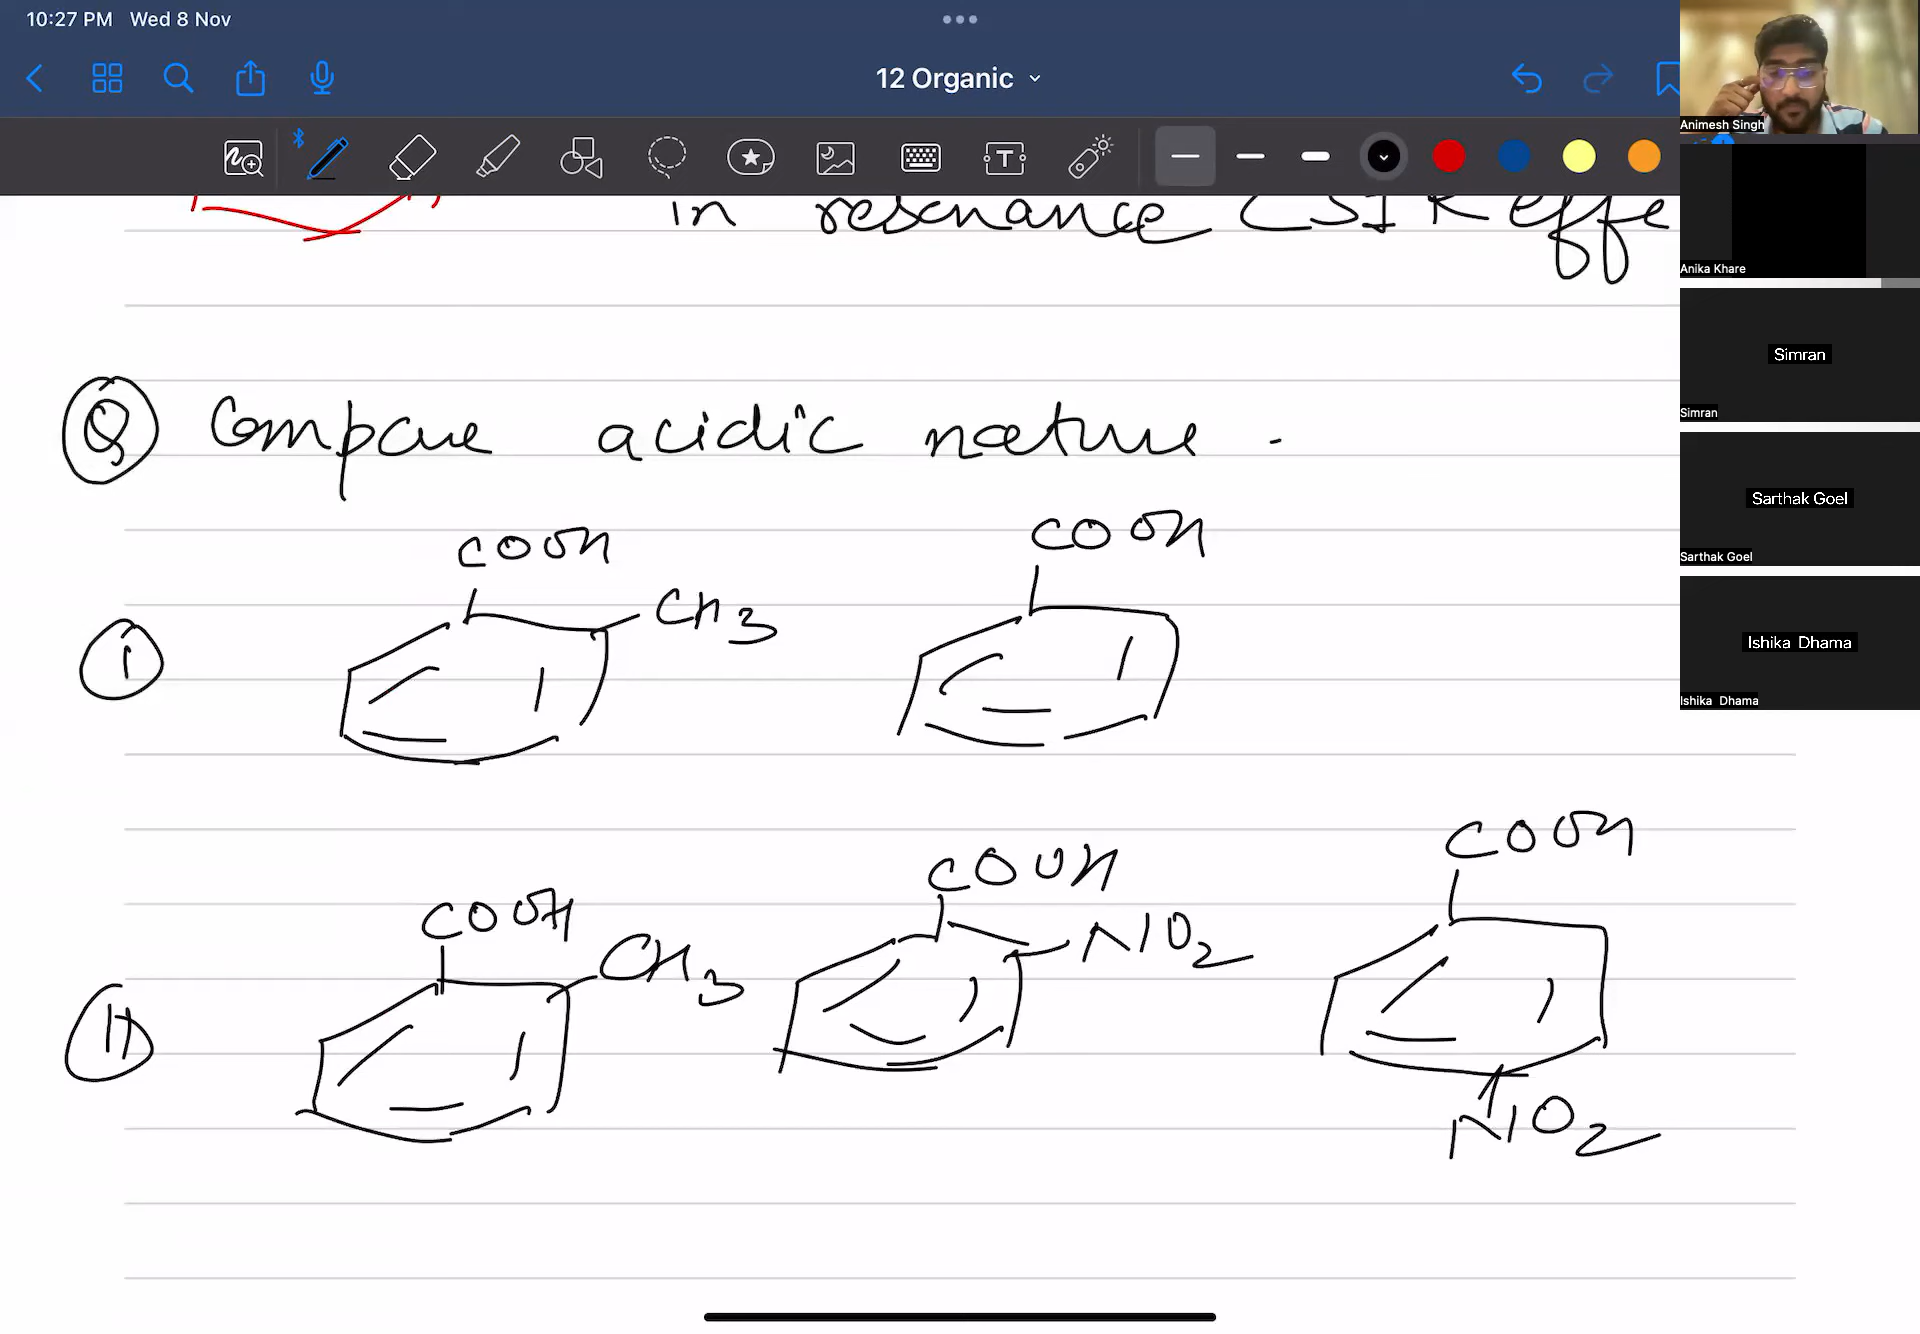 10:27 PM Wed 8 Nov
12 Organic
T
Animesh Singh
Anika Khare
Simran
Simran
Sarthak Goel
Sarthak Goel
Ishika Dhama
Ishika Dhama
in resonance CSIR effe
Q Compare acidic nature.
COOH COOH
CH3
I
COOH
COOH COOH
CH3 NO2
II
NO2